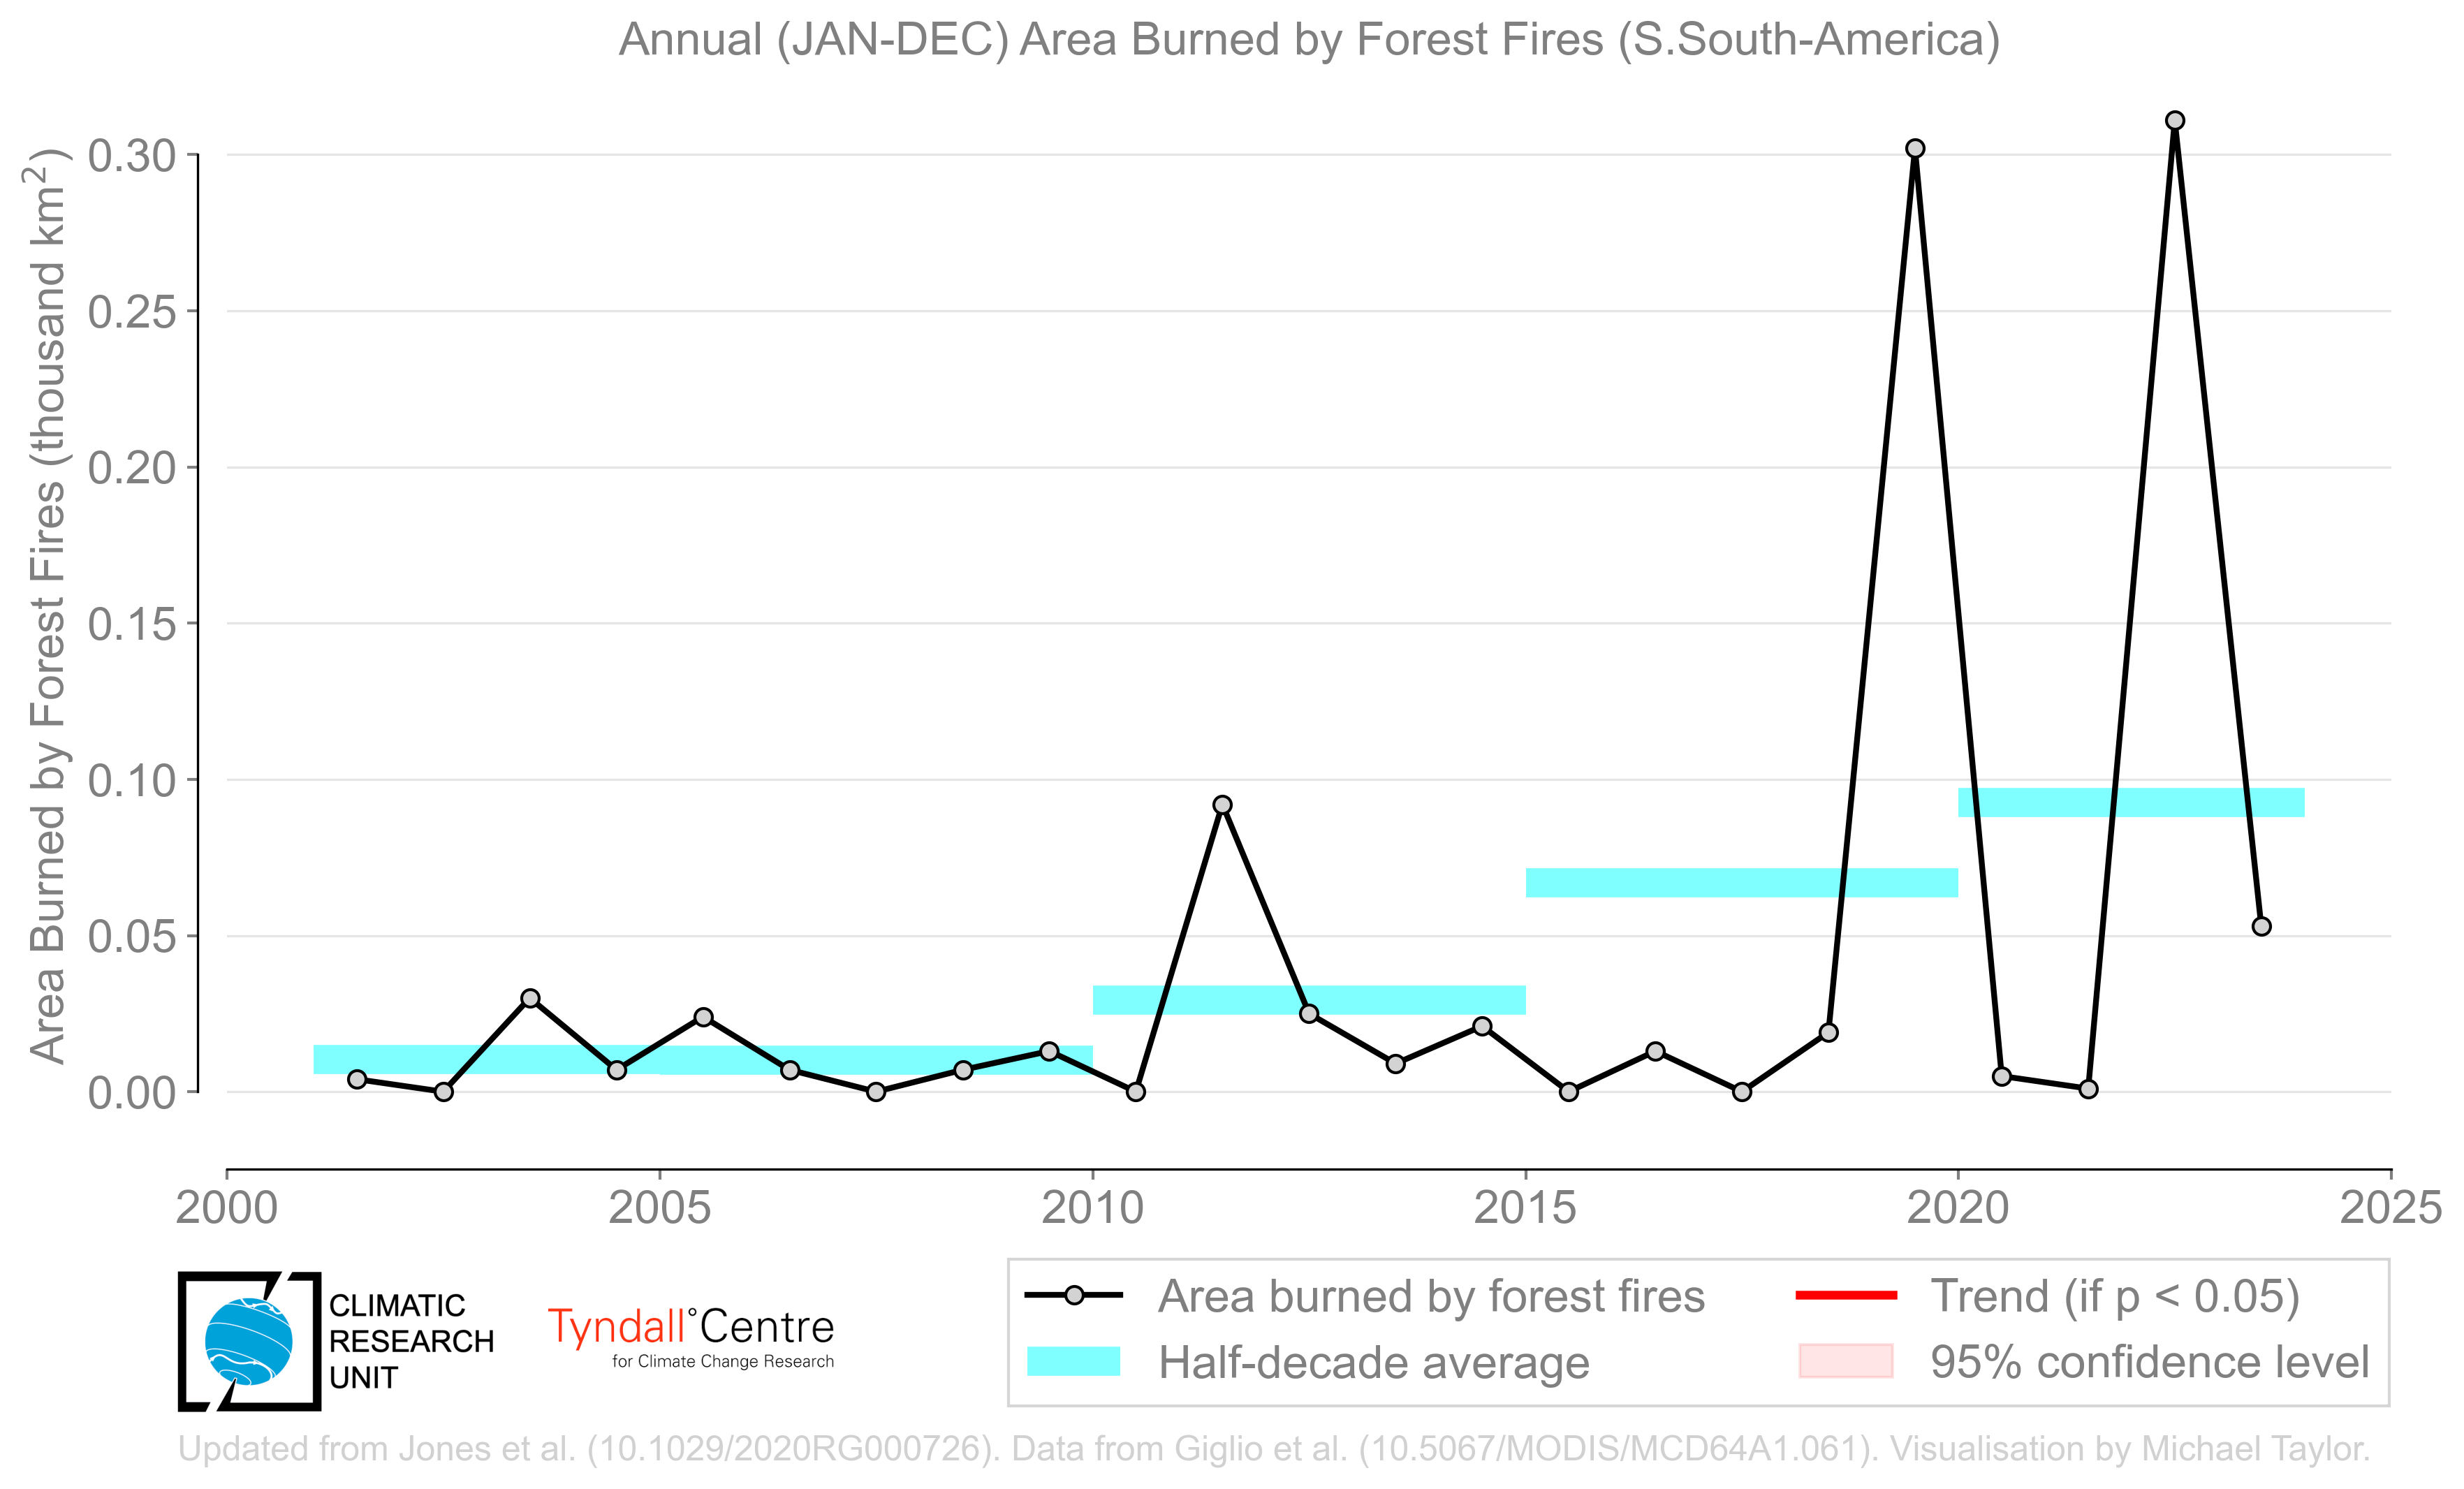 Annual (JAN-DEC) Area Burned by Forest Fires (S.South-America)
Area Burned by Forest Fires (thousand km²)
0.30
0.25
0.20
0.15
0.10
0.05
0.00
2000
2005
2010
2015
2020
2025
CLIMATIC
RESEARCH
UNIT
Tyndall°Centre
for Climate Change Research
Area burned by forest fires
Half-decade average
Trend (if p < 0.05)
95% confidence level
Updated from Jones et al. (10.1029/2020RG000726). Data from Giglio et al. (10.5067/MODIS/MCD64A1.061). Visualisation by Michael Taylor.